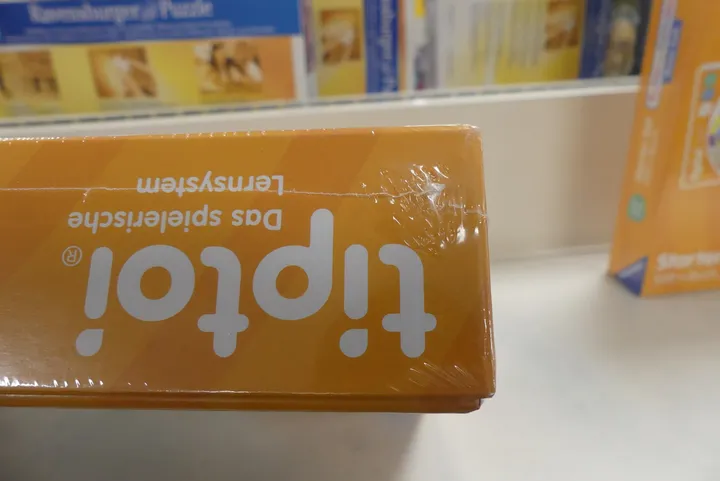 Ravensburger Puzzle
tiptoi®
Das spielerische
Lernsystem